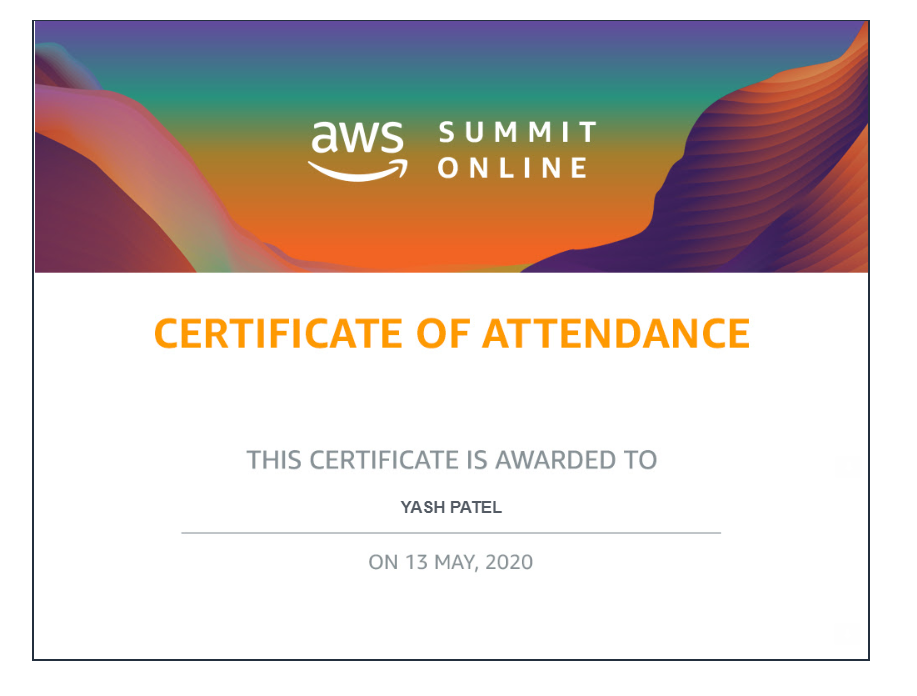 aws SUMMIT
ONLINE
CERTIFICATE OF ATTENDANCE
THIS CERTIFICATE IS AWARDED TO
YASH PATEL
ON 13 MAY, 2020